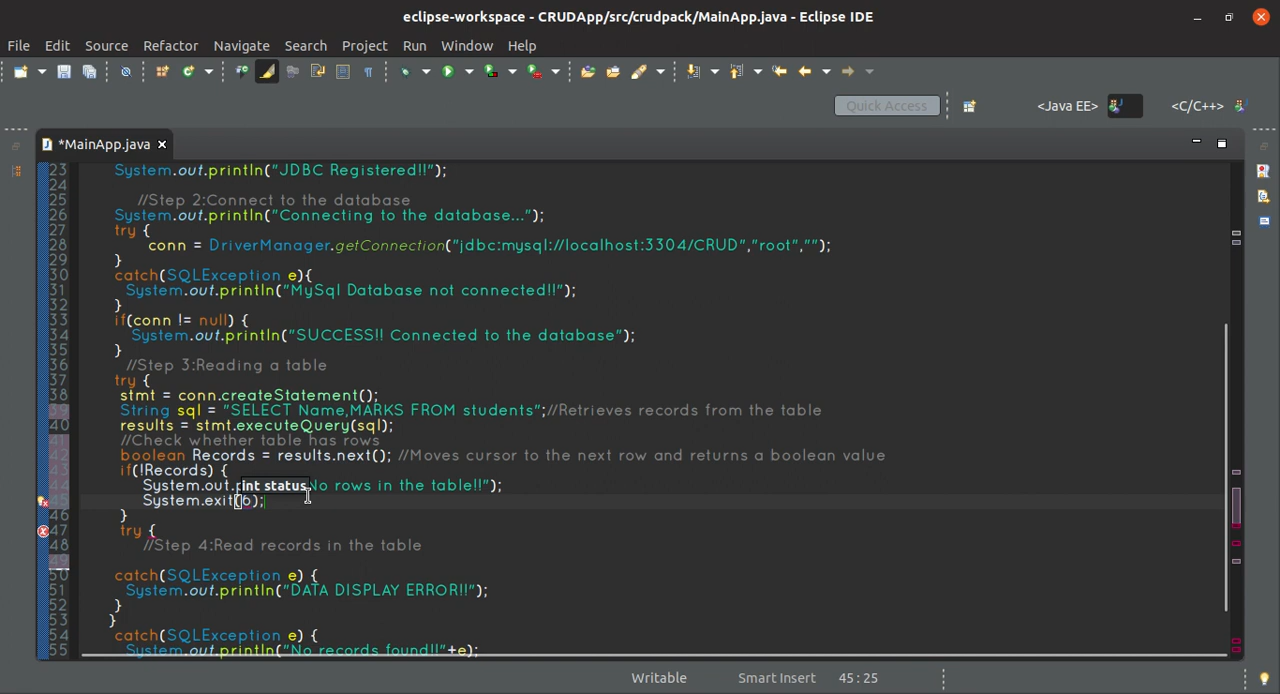 eclipse-workspace - CRUDApp/src/crudpack/MainApp.java - Eclipse IDE
File Edit Source Refactor Navigate Search Project Run Window Help
Quick Access <Java EE> <C/C++>
*MainApp.java
23 System.out.println("JDBC Registered!!");
24
25 //Step 2:Connect to the database
26 System.out.println("Connecting to the database...");
27 try {
28 conn = DriverManager.getConnection("jdbc:mysql://localhost:3304/CRUD","root","");
29 }
30 catch(SQLException e){
31 System.out.println("MySql Database not connected!!");
32 }
33 if(conn != null) {
34 System.out.println("SUCCESS!! Connected to the database");
35 }
36 //Step 3:Reading a table
37 try {
38 stmt = conn.createStatement();
39 String sql = "SELECT Name,MARKS FROM students";//Retrieves records from the table
40 results = stmt.executeQuery(sql);
41 //Check whether table has rows
42 boolean Records = results.next(); //Moves cursor to the next row and returns a boolean value
43 if(!Records) {
44 System.out.p int status No rows in the table!!");
45 System.exit(6);
46 }
47 try {
48 //Step 4:Read records in the table
49
50 catch(SQLException e) {
51 System.out.println("DATA DISPLAY ERROR!!");
52 }
53 }
54 catch(SQLException e) {
55 System.out.println("No records found!!"+e);
Writable Smart Insert 45 : 25